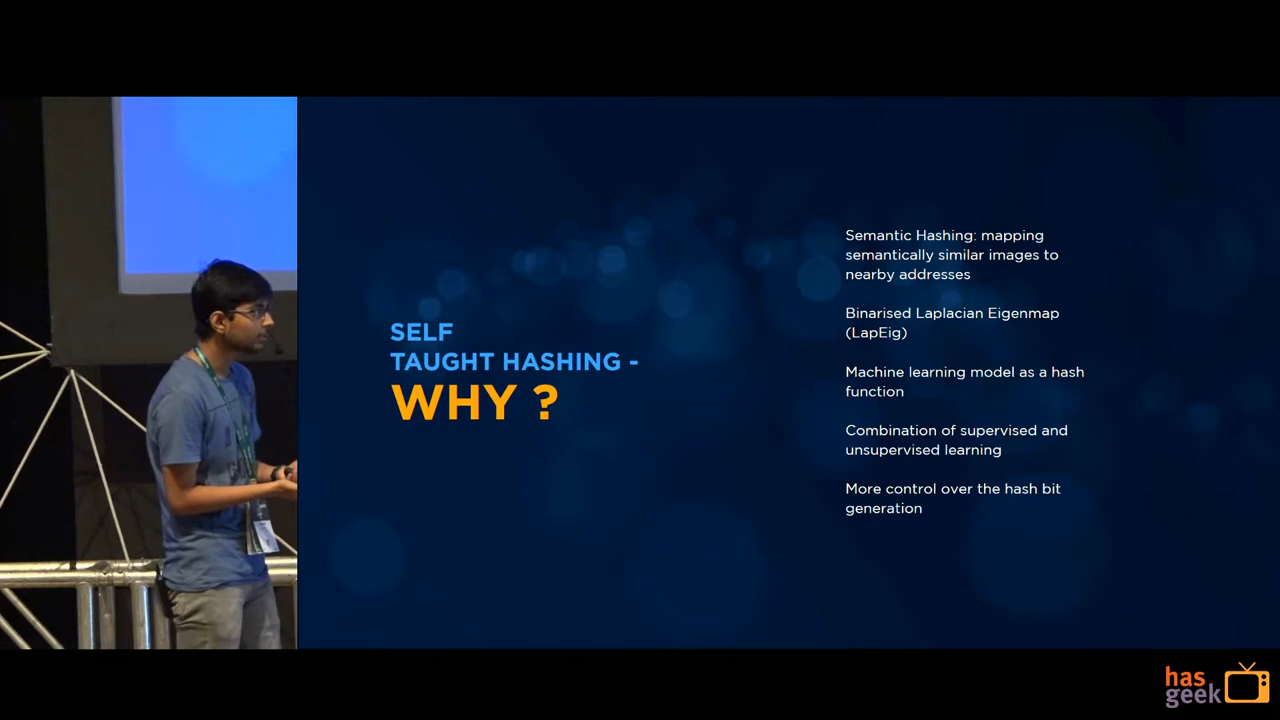 SELF
TAUGHT HASHING -
WHY ?
Semantic Hashing: mapping
semantically similar images to
nearby addresses
Binarised Laplacian Eigenmap
(LapEig)
Machine learning model as a hash
function
Combination of supervised and
unsupervised learning
More control over the hash bit
generation
has
geek